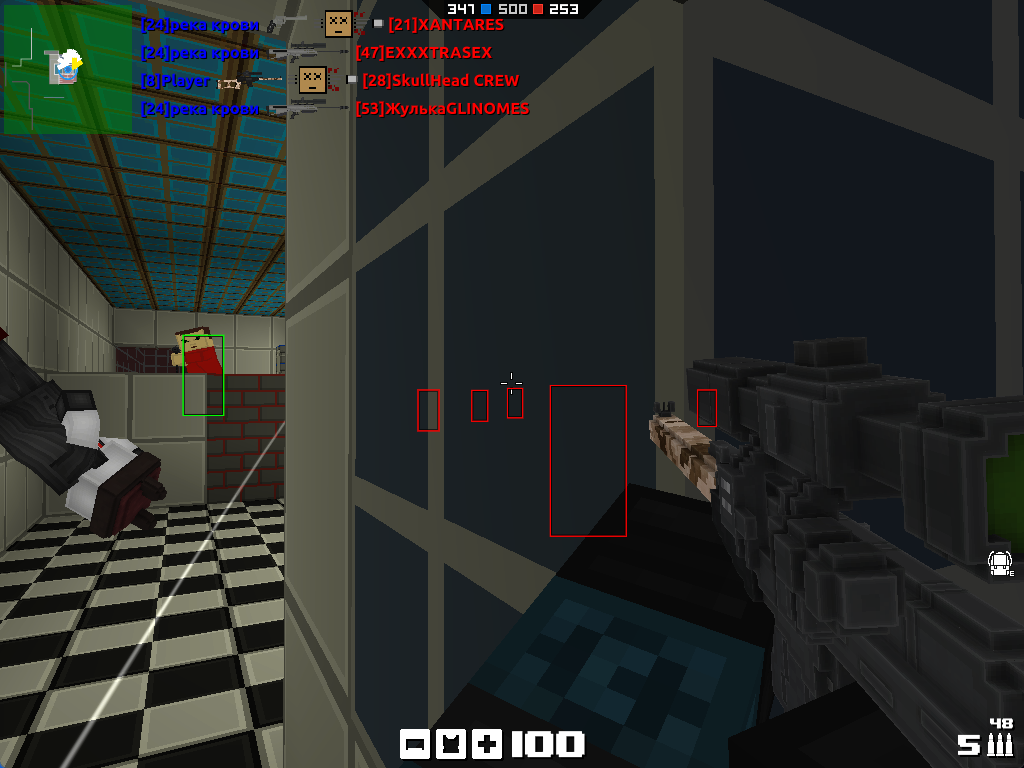 347 500 253
[24]река крови [21]XANTARES
[24]река крови [47]EXXXTRASEX
[8]Player [28]SkullHead CREW
[24]река крови [53]ЖулькаGLINOMES
E
48
100 5